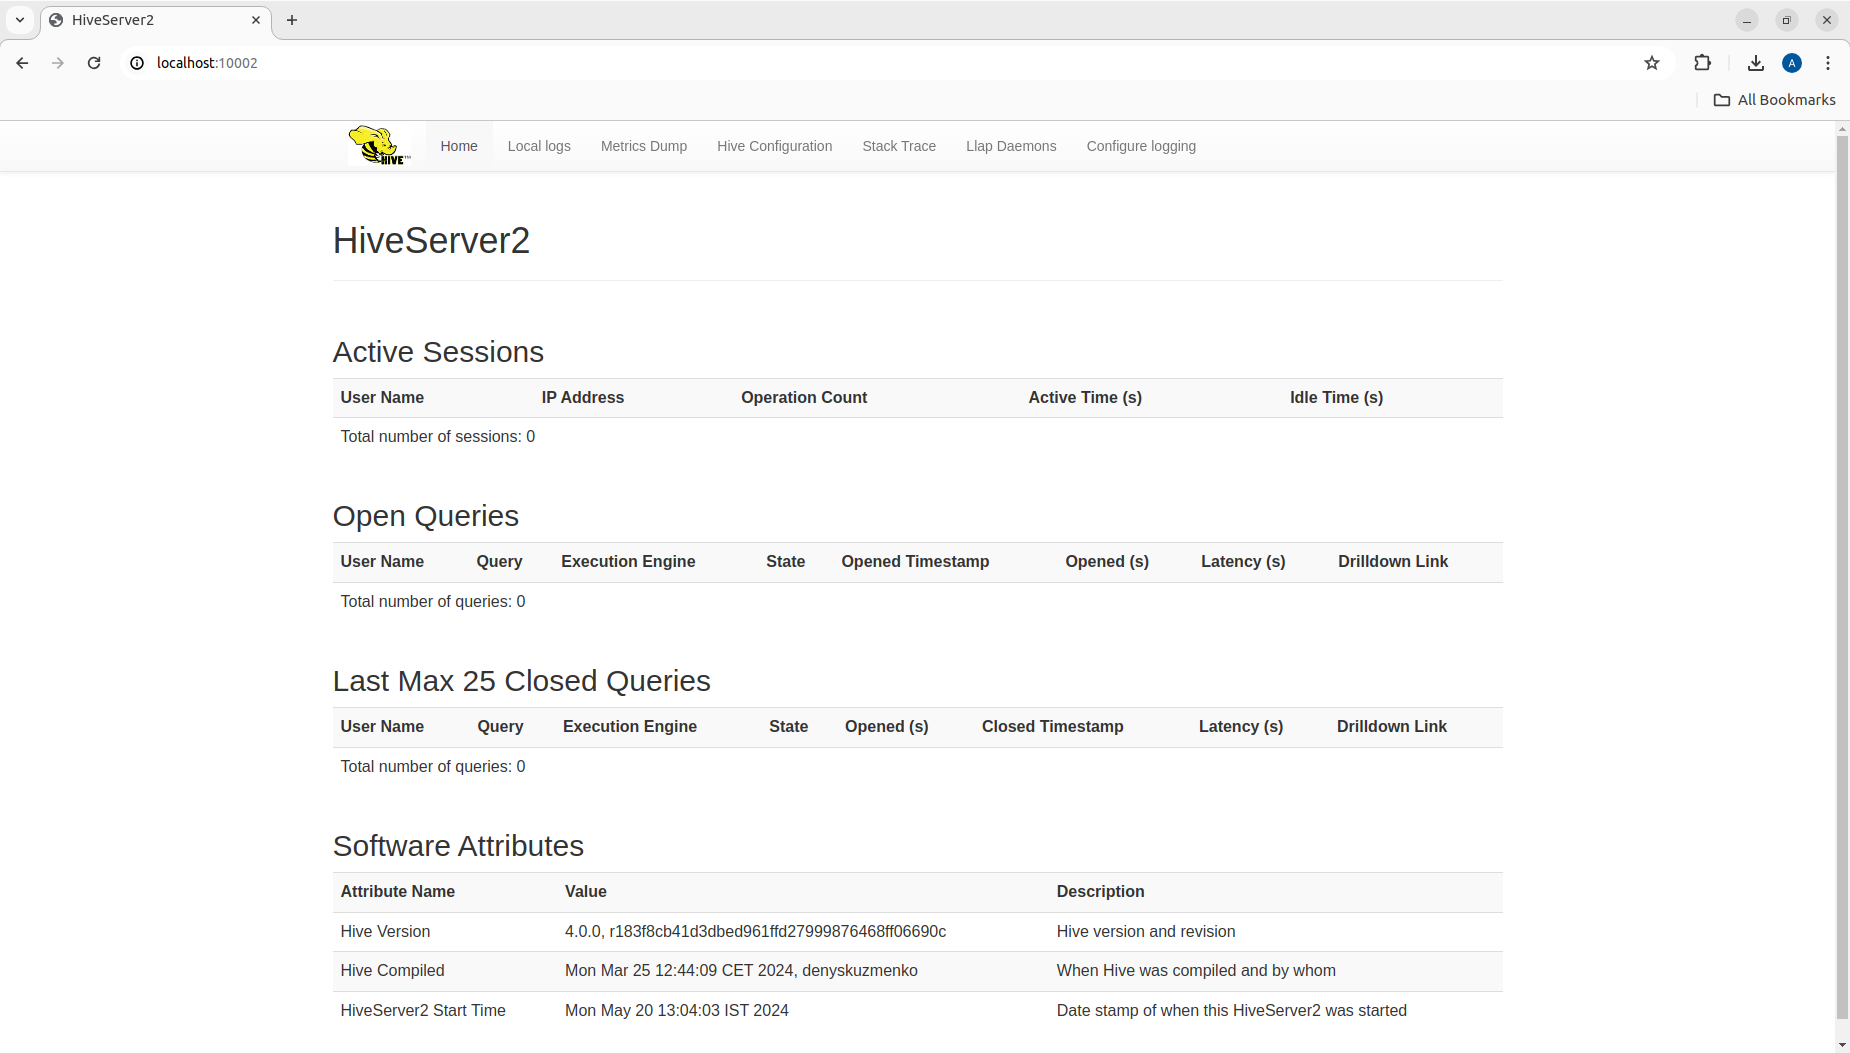 HiveServer2
localhost:10002
A
All Bookmarks
HIVE™ Home Local logs Metrics Dump Hive Configuration Stack Trace Llap Daemons Configure logging
HiveServer2
Active Sessions
User Name IP Address Operation Count Active Time (s) Idle Time (s)
Total number of sessions: 0
Open Queries
User Name Query Execution Engine State Opened Timestamp Opened (s) Latency (s) Drilldown Link
Total number of queries: 0
Last Max 25 Closed Queries
User Name Query Execution Engine State Opened (s) Closed Timestamp Latency (s) Drilldown Link
Total number of queries: 0
Software Attributes
Attribute Name Value Description
Hive Version 4.0.0, r183f8cb41d3dbed961ffd27999876468ff06690c Hive version and revision
Hive Compiled Mon Mar 25 12:44:09 CET 2024, denyskuzmenko When Hive was compiled and by whom
HiveServer2 Start Time Mon May 20 13:04:03 IST 2024 Date stamp of when this HiveServer2 was started